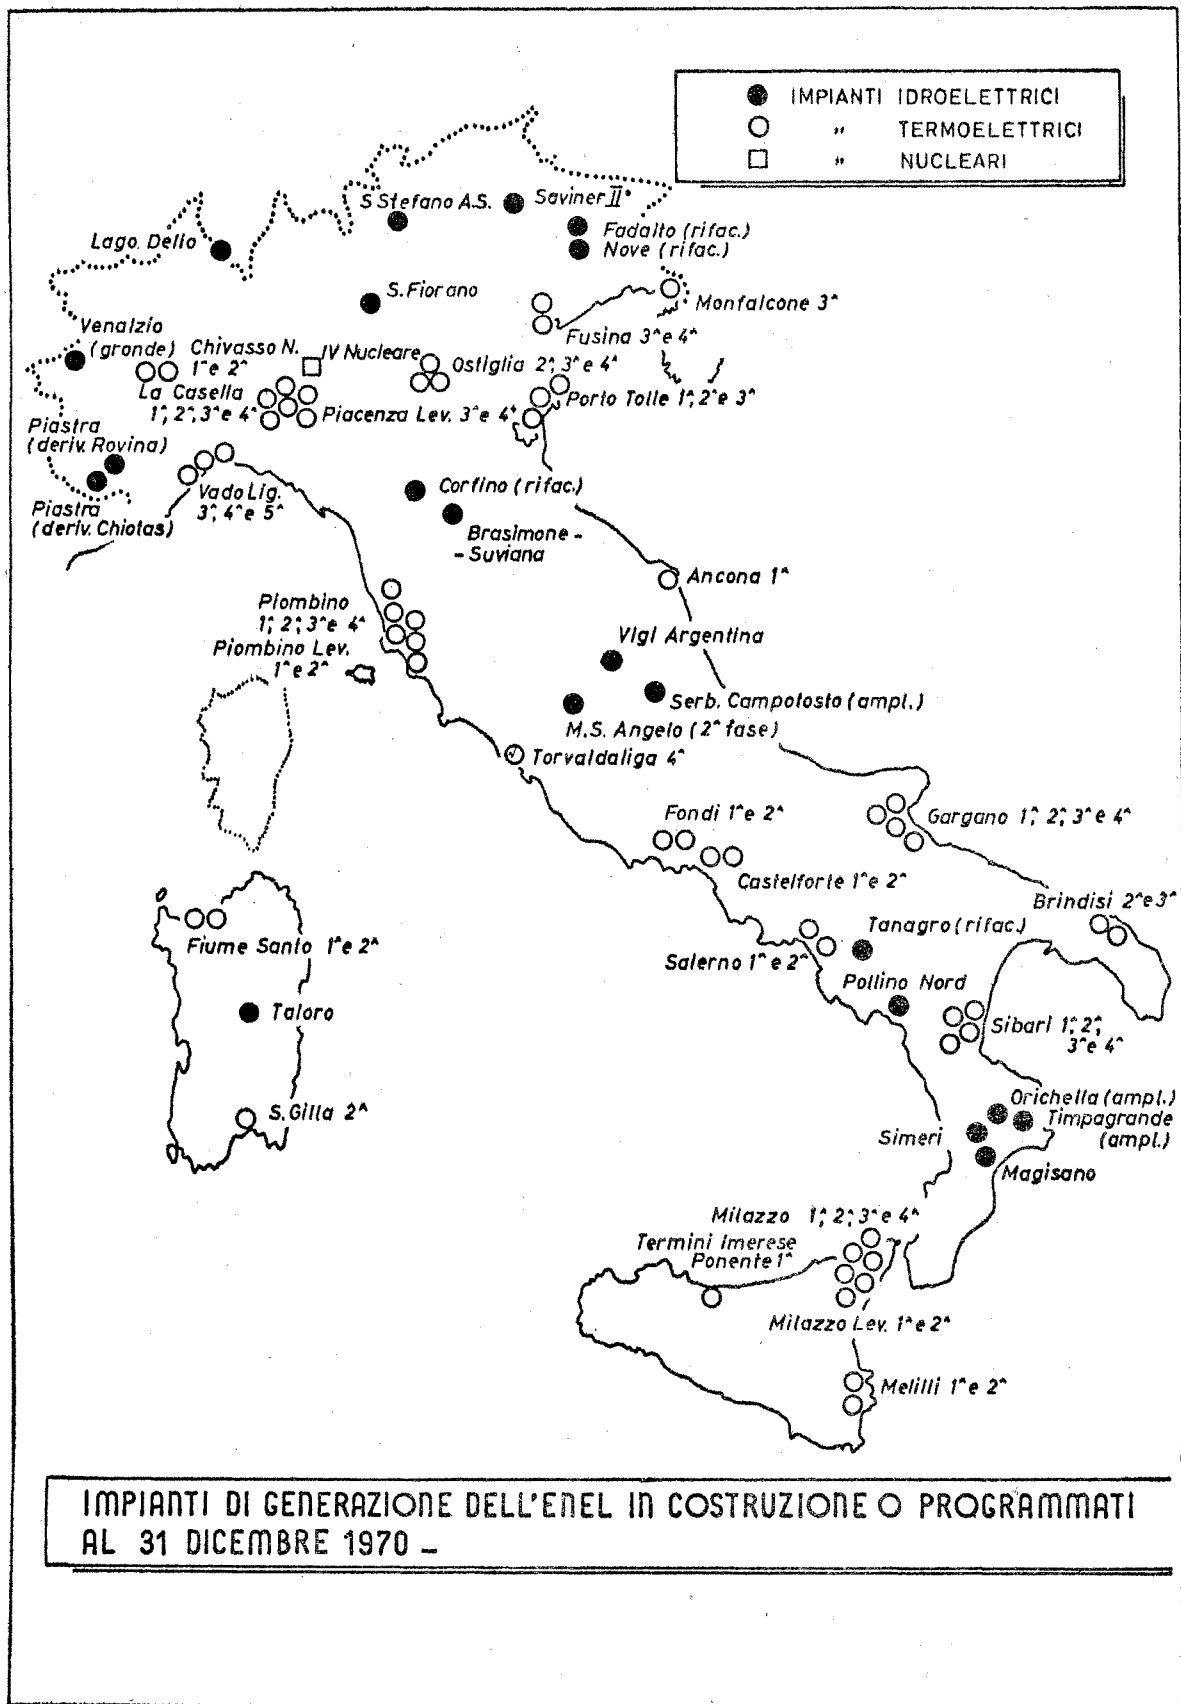 IMPIANTI IDROELETTRICI
" TERMOELETTRICI
" NUCLEARI
S Stefano A.S.
Saviner II°
Fadalto (rifac.)
Nove (rifac.)
Lago. Delio
S. Fiorano
Monfalcone 3^
Fusina 3^ e 4^
Venalzio
(gronde)
Chivasso N.
1^ e 2^
IV Nucleare
Ostiglia 2^, 3^ e 4^
La Casella
1^, 2^, 3^ e 4^
Piacenza Lev. 3^ e 4^
Porto Tolle 1^, 2^ e 3^
Piastra
(deriv. Rovina)
Piastra
(deriv. Chiotas)
Vado Lig.
3^, 4^ e 5^
Corfino (rifac.)
Brasimone -
- Suviana
Ancona 1^
Piombino
1^, 2^, 3^ e 4^
Piombino Lev.
1^ e 2^
Vigi Argentina
Serb. Campotosto (ampl.)
M.S. Angelo (2^ fase)
Torvaldaliga 4^
Fondi 1^ e 2^
Gargano 1^, 2^, 3^ e 4^
Castelforte 1^ e 2^
Brindisi 2^ e 3^
Fiume Santo 1^ e 2^
Tanagro (rifac.)
Salerno 1^ e 2^
Pollino Nord
Taloro
Sibari 1^, 2^,
3^ e 4^
S. Gilla 2^
Orichella (ampl.)
Timpagrande
(ampl.)
Simeri
Magisano
Milazzo 1^, 2^, 3^ e 4^
Termini Imerese
Ponente 1^
Milazzo Lev. 1^ e 2^
Melilli 1^ e 2^
IMPIANTI DI GENERAZIONE DELL'ENEL IN COSTRUZIONE O PROGRAMMATI
AL 31 DICEMBRE 1970 -